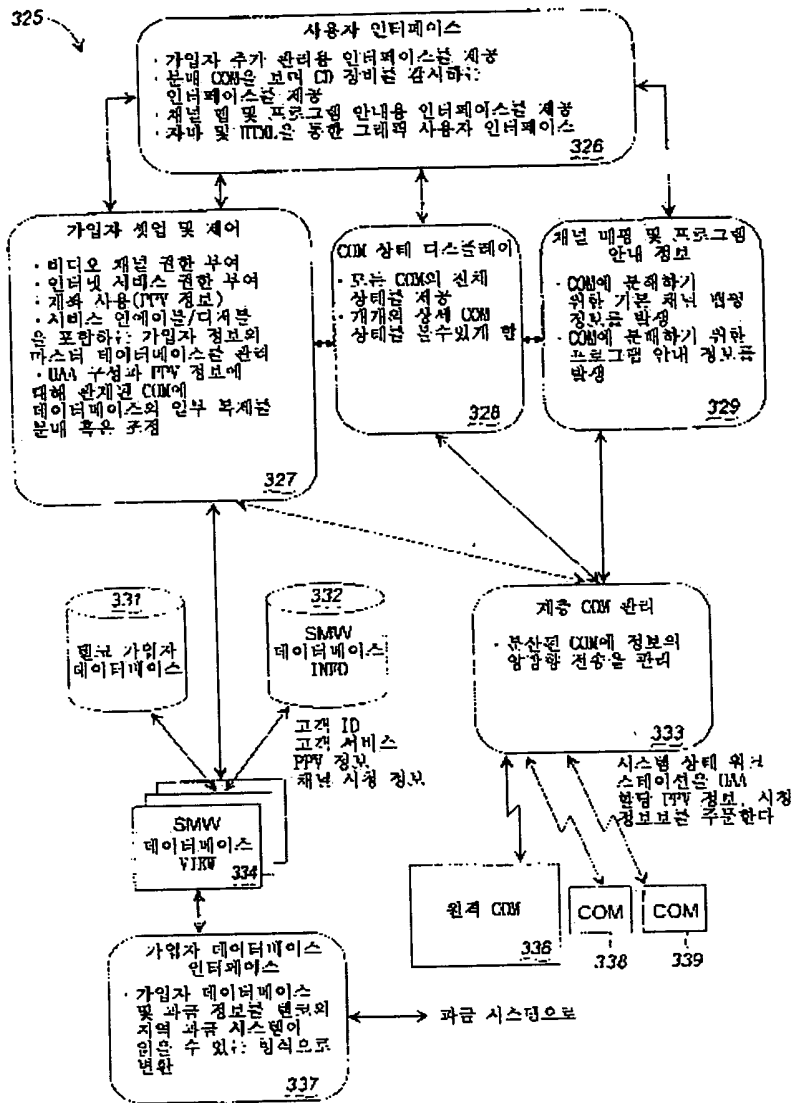 325
사용자 인터페이스
· 가입자 추가 관리용 인터페이스를 제공
· 분배 COM을 보며 CD 장비를 감시하는
인터페이스를 제공
· 채널 맵 및 프로그램 안내용 인터페이스를 제공
· 자바 및 HTML을 통한 그래픽 사용자 인터페이스
326
가입자 셋업 및 제어
· 비디오 채널 권한 부여
· 인터넷 서비스 권한 부여
· 계좌 사용(PPV 정보)
· 서비스 인에이블/디저블
을 포함하는 가입자 정보의
마스터 데이터베이스를 관리
· UAA 구성과 PPV 정보에
대해 관계된 COM에
데이터베이스의 일부 복제를
분배 혹은 조정
327
COM 상태 디스플레이
· 모든 COM의 전체
상태를 제공
· 개개의 상세 COM
상태를 볼수있게 함
328
채널 매핑 및 프로그램
안내 정보
· COM에 분배하기
위한 기본 채널 맵핑
정보를 발생
· COM에 분배하기 위한
프로그램 안내 정보를
발생
329
331
텔코 가입자
데이터베이스
332
SMW
데이터베이스
INFO
고객 ID
고객 서비스
PPV 정보
채널 시청 정보
계층 COM 관리
· 분산된 COM에 정보의
양방향 전송을 관리
333
시스템 상태 워크
스테이션은 UAA
할당 PPV 정보, 시청
정보보를 주문한다
SMW
데이터베이스
VIEW
334
원격 COM
336
COM
338
COM
339
가입자 데이터베이스
인터페이스
· 가입자 데이터베이스
및 과금 정보를 텔코의
지역 과금 시스템이
읽을 수 있는 방식으로
변환
337
과금 시스템으로